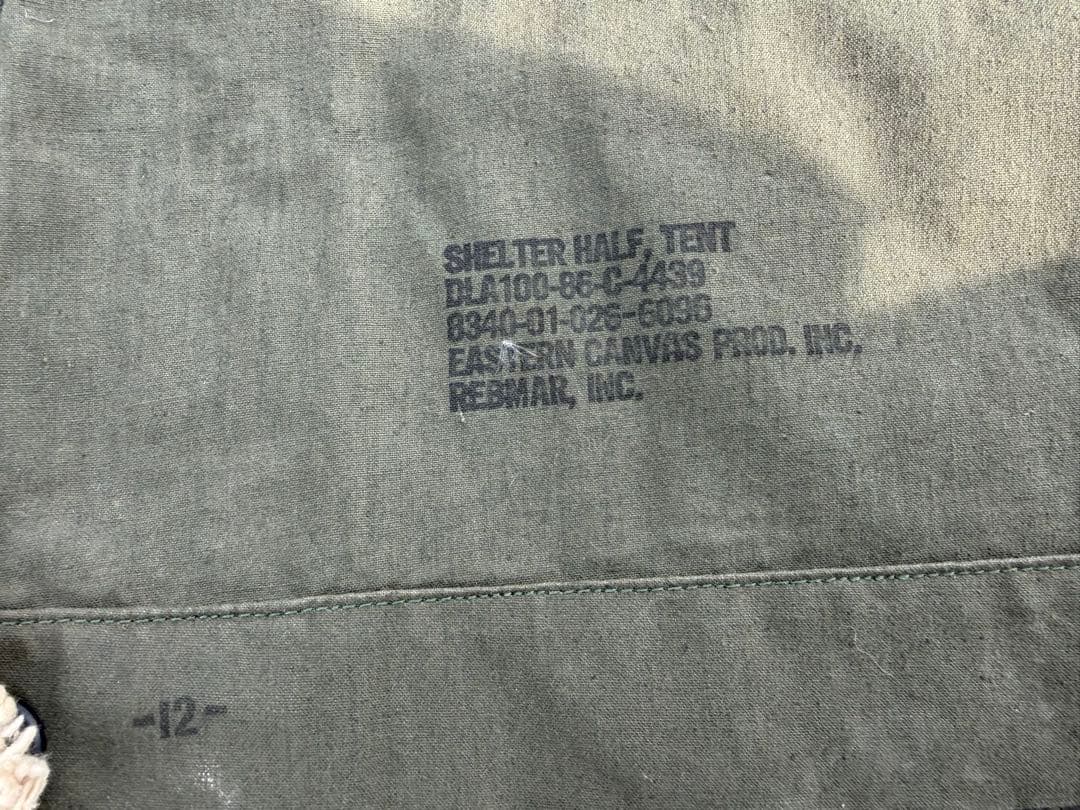 SHELTER HALF, TENT
DLA100-86-C-4439
8340-01-026-6096
EASTERN CANVAS PROD. INC.
REBMAR, INC.
-12-